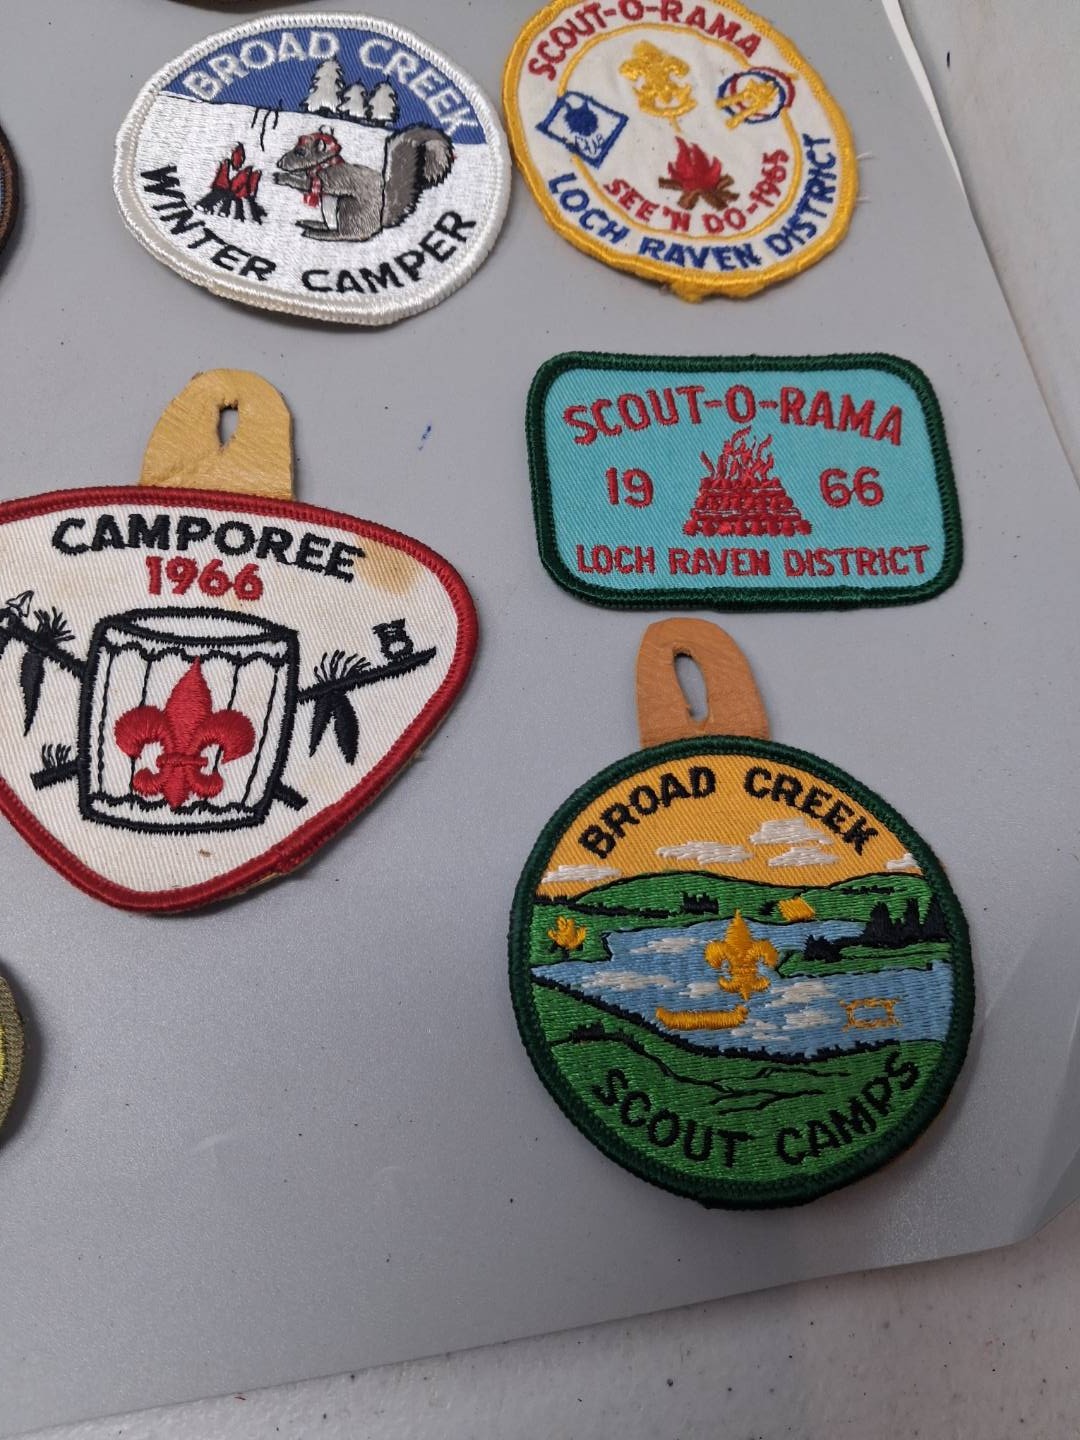 BROAD CREEK
WINTER CAMPER
SCOUT-O-RAMA
SEE 'N DO-1965
LOCH RAVEN DISTRICT
SCOUT-O-RAMA
19 66
LOCH RAVEN DISTRICT
CAMPOREE
1966
BROAD CREEK
SCOUT CAMPS